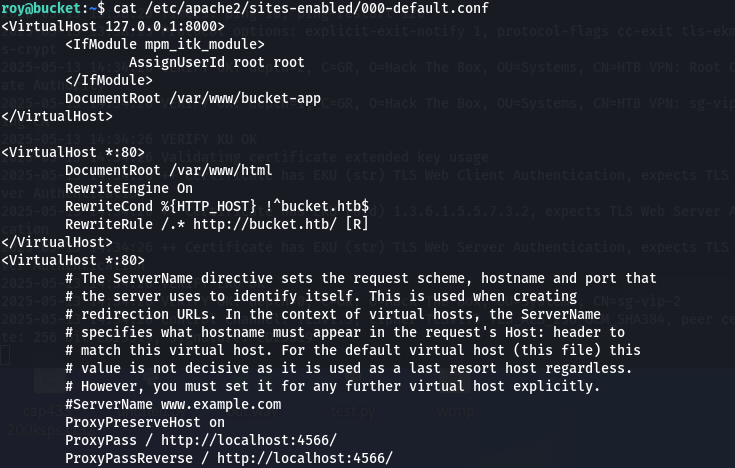 roy@bucket:~$ cat /etc/apache2/sites-enabled/000-default.conf
<VirtualHost 127.0.0.1:8000>
        <IfModule mpm_itk_module>
                AssignUserId root root
        </IfModule>
        DocumentRoot /var/www/bucket-app
</VirtualHost>

<VirtualHost *:80>
        DocumentRoot /var/www/html
        RewriteEngine On
        RewriteCond %{HTTP_HOST} !^bucket.htb$
        RewriteRule /.* http://bucket.htb/ [R]
</VirtualHost>
<VirtualHost *:80>
        # The ServerName directive sets the request scheme, hostname and port that
        # the server uses to identify itself. This is used when creating
        # redirection URLs. In the context of virtual hosts, the ServerName
        # specifies what hostname must appear in the request's Host: header to
        # match this virtual host. For the default virtual host (this file) this
        # value is not decisive as it is used as a last resort host regardless.
        # However, you must set it for any further virtual host explicitly.
        #ServerName www.example.com
        ProxyPreserveHost on
        ProxyPass / http://localhost:4566/
        ProxyPassReverse / http://localhost:4566/